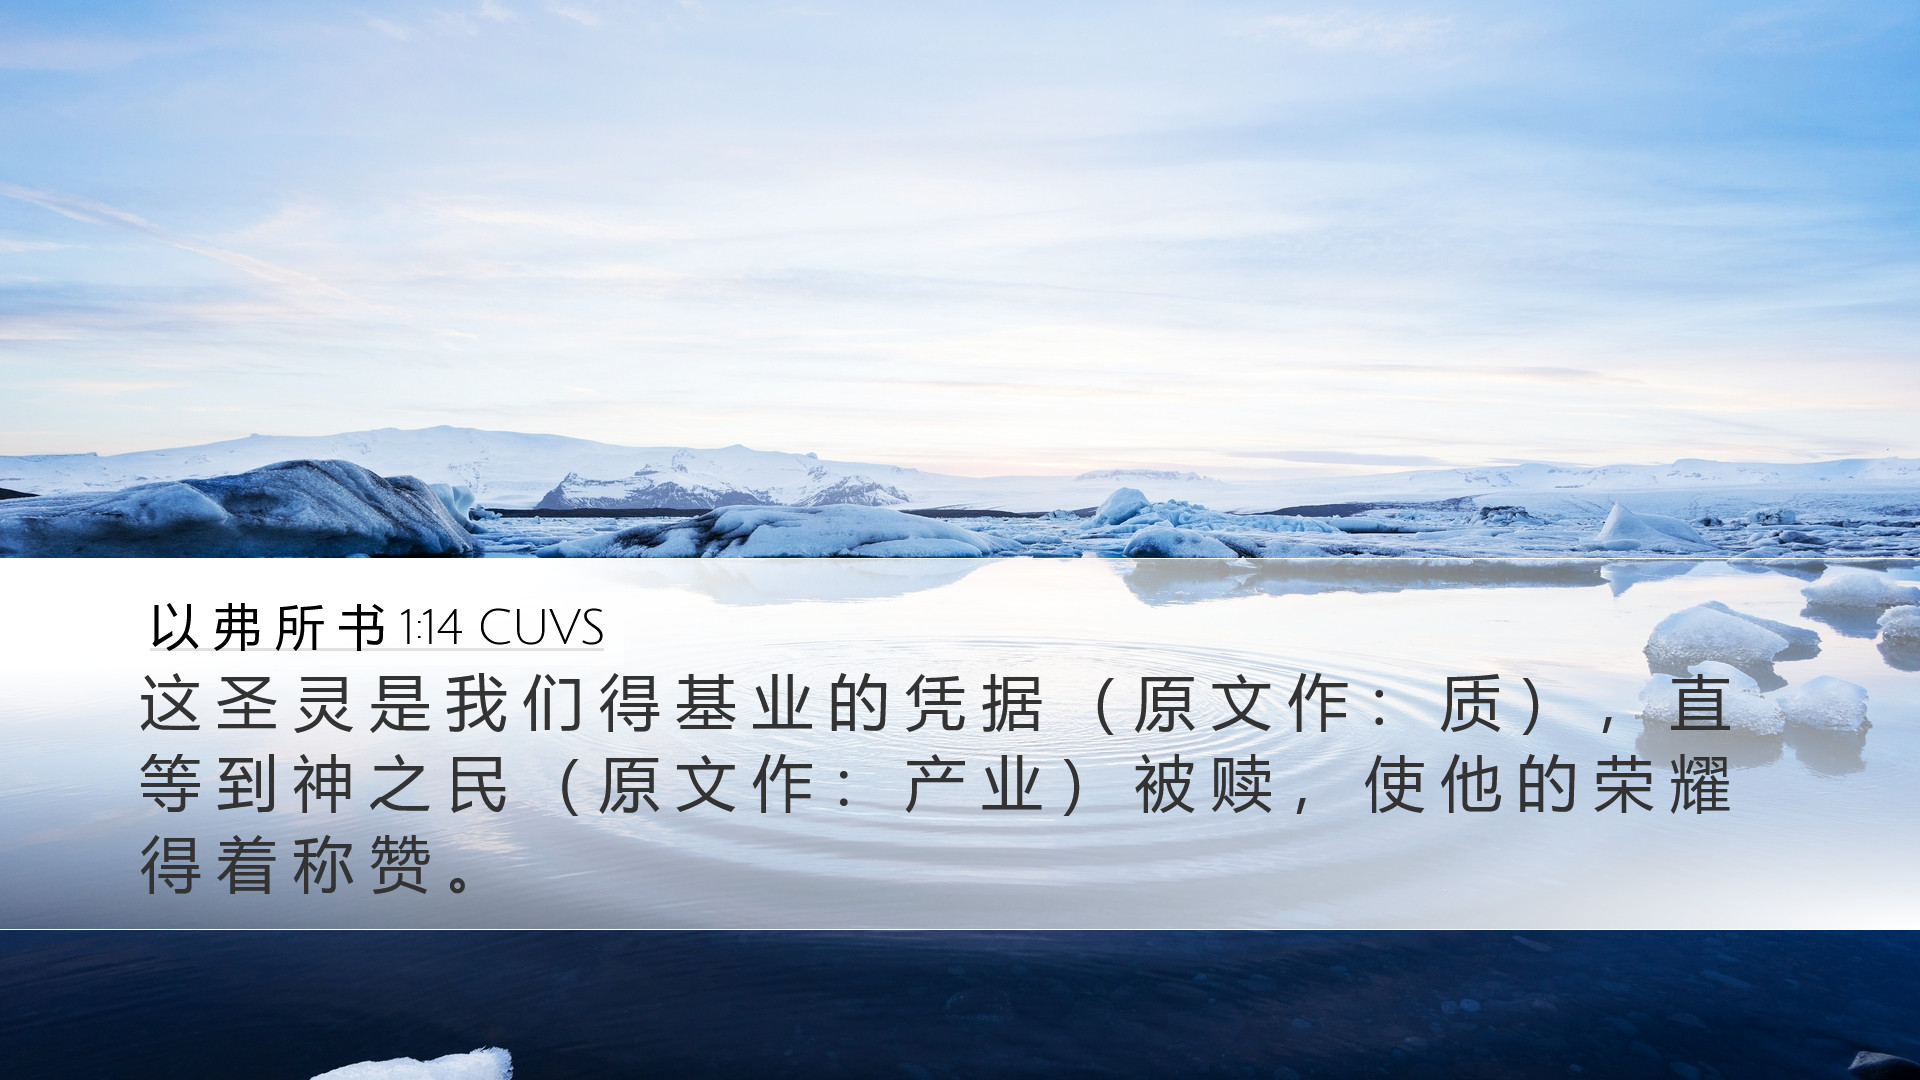 以弗所书 1:14 CUVS
这圣灵是我们得基业的凭据（原文作：质），直
等到神之民（原文作：产业）被赎，使他的荣耀
得着称赞。